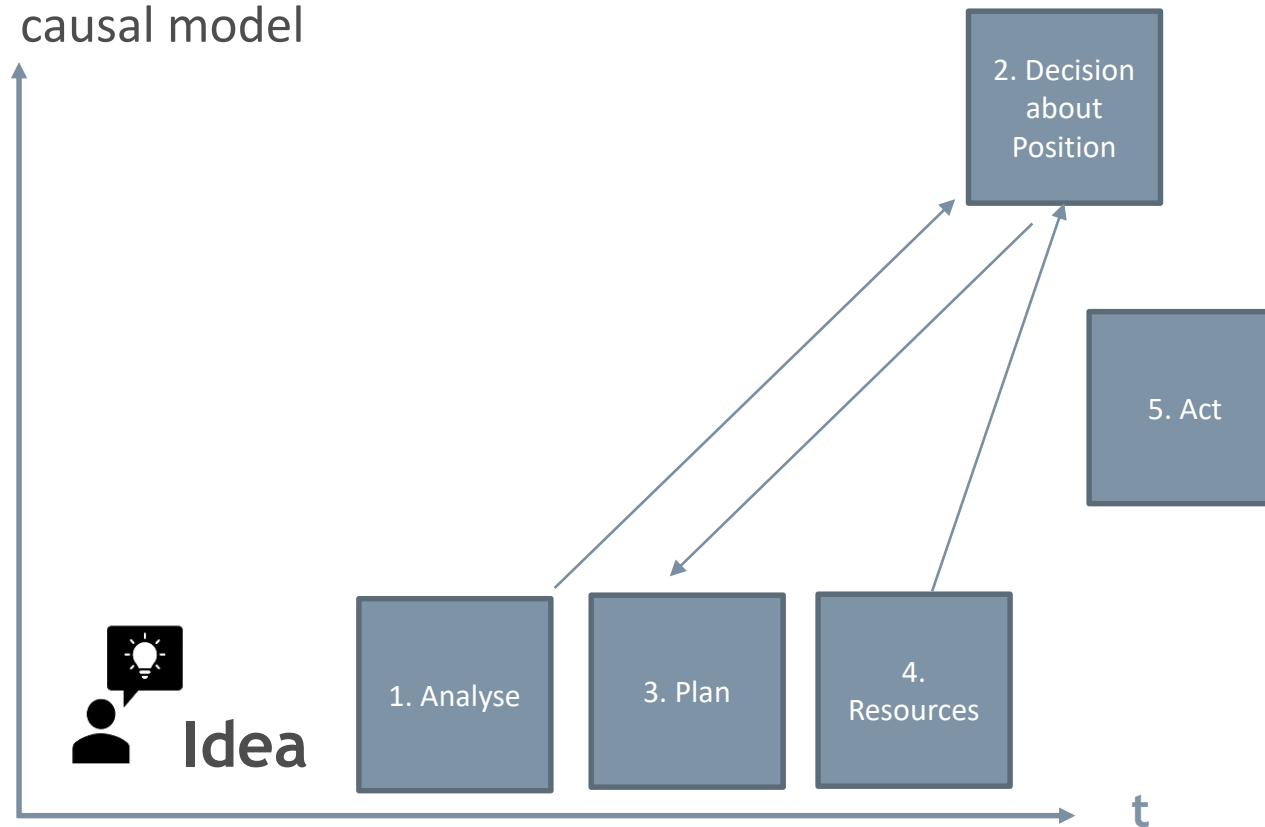 causal model
2. Decision
about
Position
5. Act
1. Analyse
3. Plan
4.
Resources
Idea
t